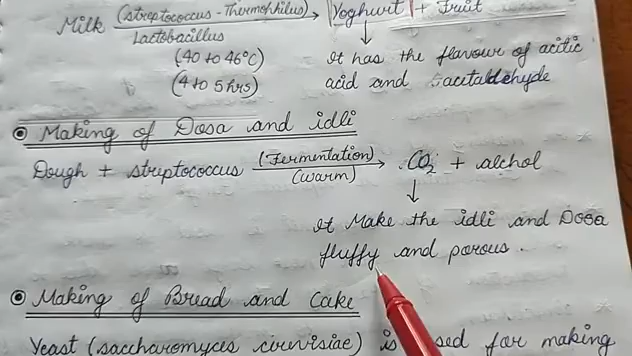 Milk (streptococcus - Thermophilus) Lactobacillus (40 to 46°C) (4 to 5 hrs) → Yoghurt + Fruit
↓
It has the flavour of acitic
acid and acetaldehyde
Making of Dosa and idli
Dough + streptococcus (Fermentation) (warm) → CO2 + alchol
↓
It Make the idli and Dosa
fluffy and porous.
Making of Bread and Cake
Yeast (saccharomyces cirivisiae) is used for making